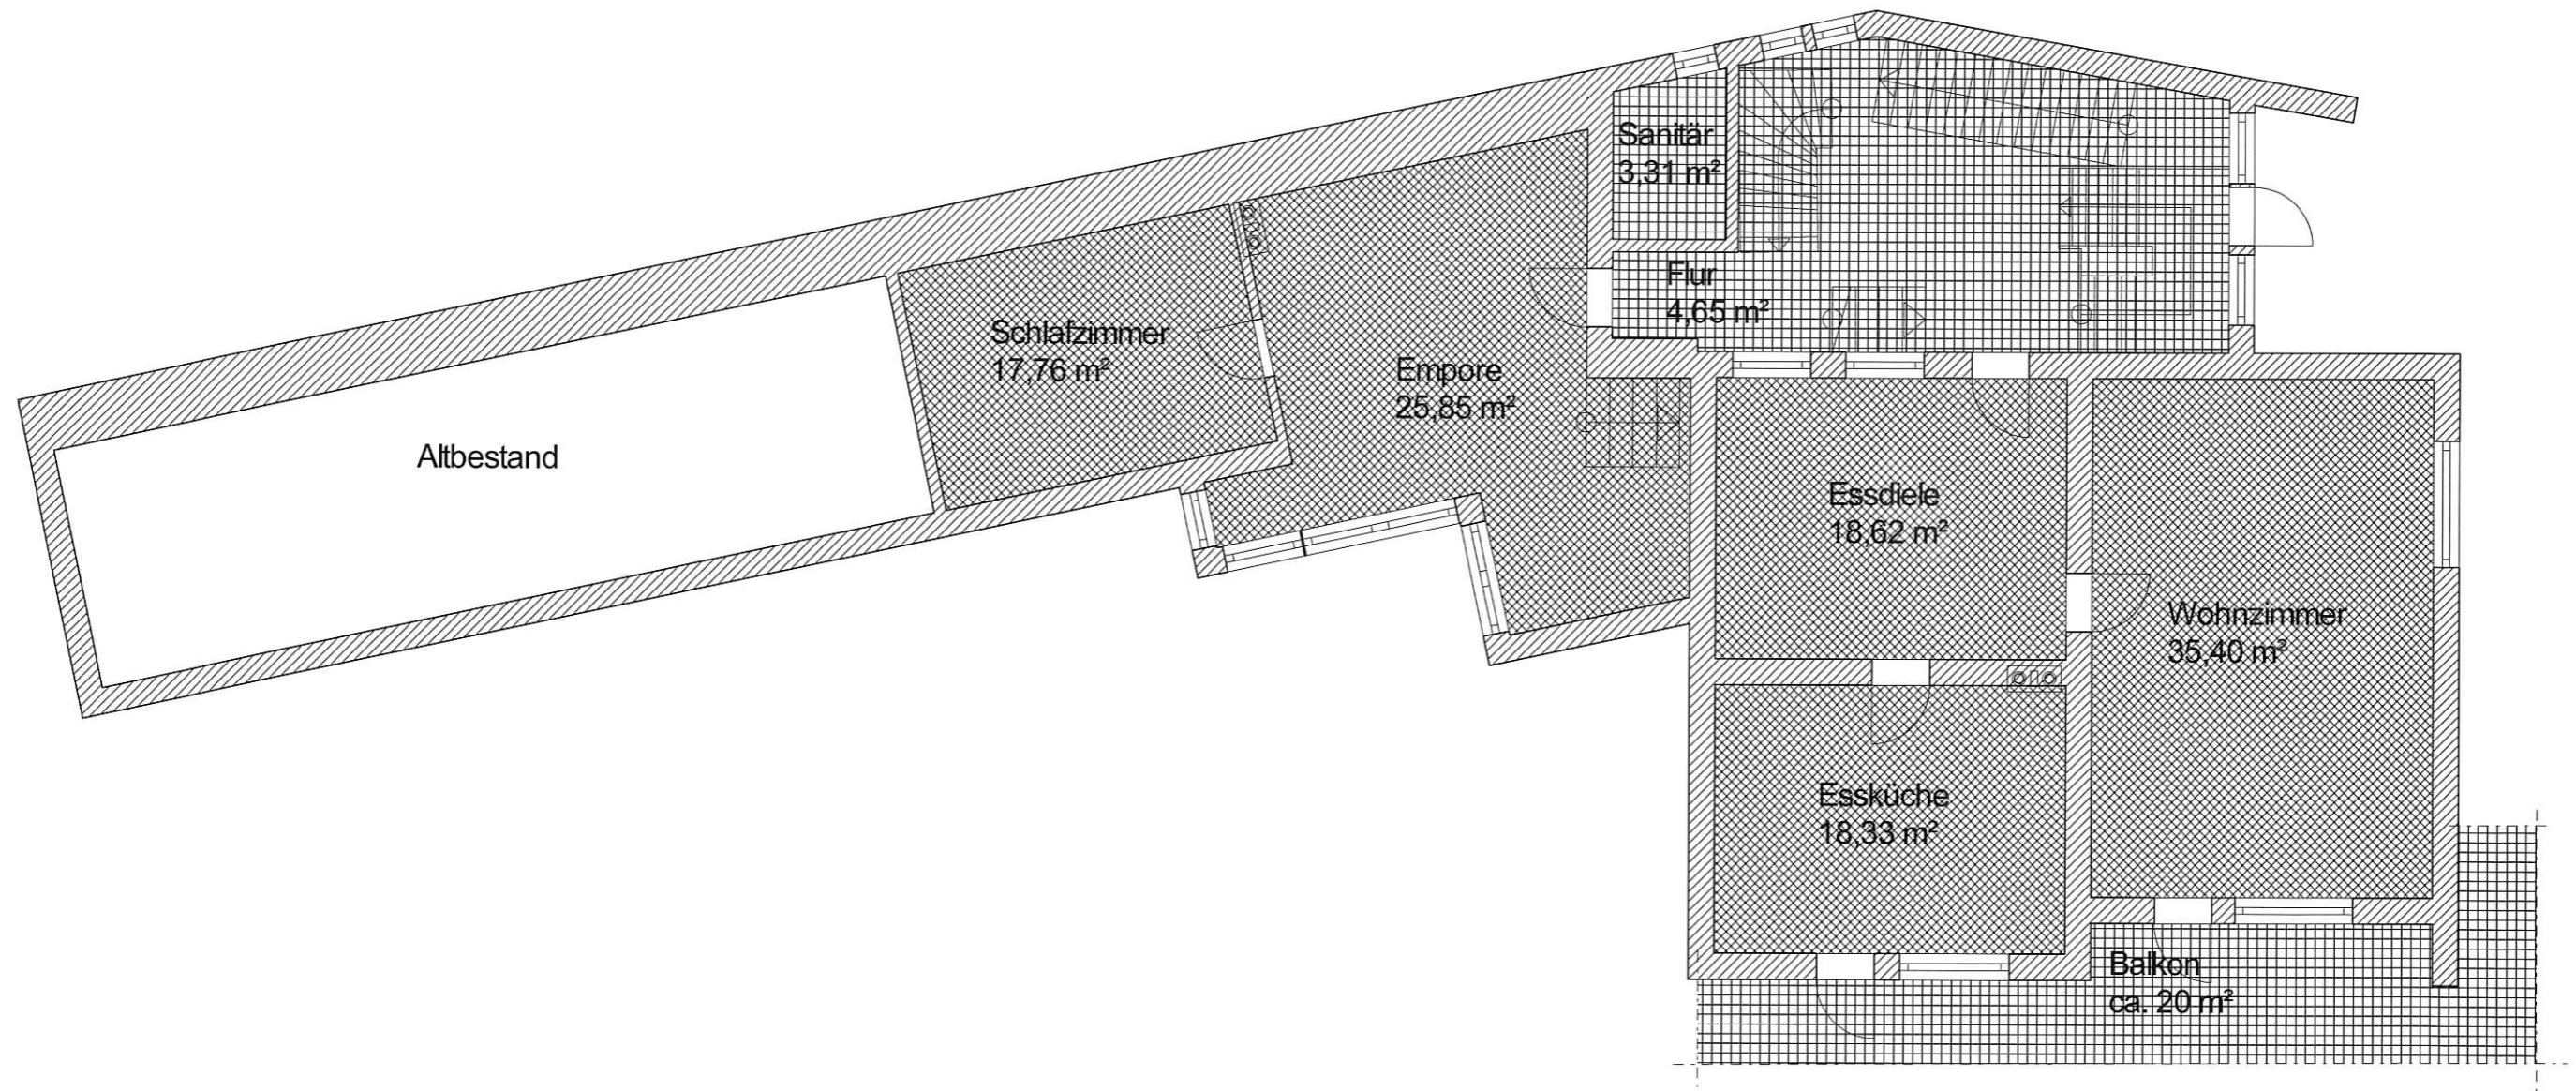 Sanitär
3,31 m²
Flur
4,65 m²
Schlafzimmer
17,76 m²
Empore
25,85 m²
Altbestand
Essdiele
18,62 m²
Wohnzimmer
35,40 m²
Essküche
18,33 m²
Balkon
ca. 20 m²